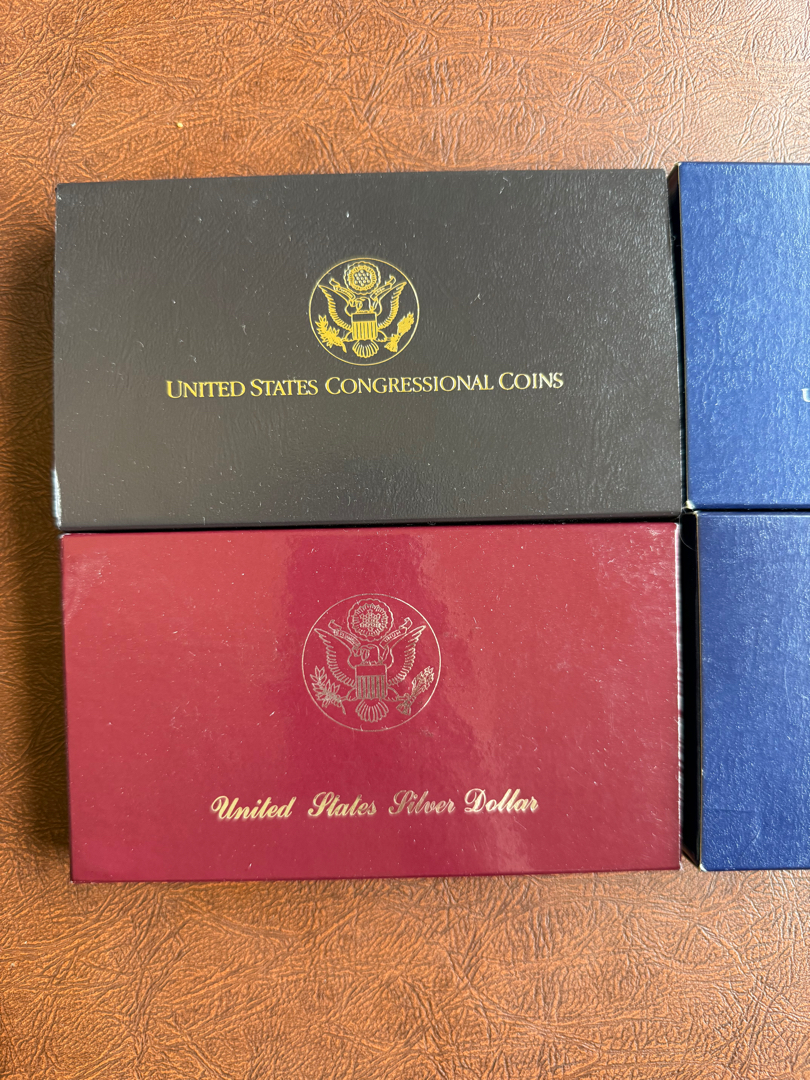 UNITED STATES CONGRESSIONAL COINS
United States Silver Dollar